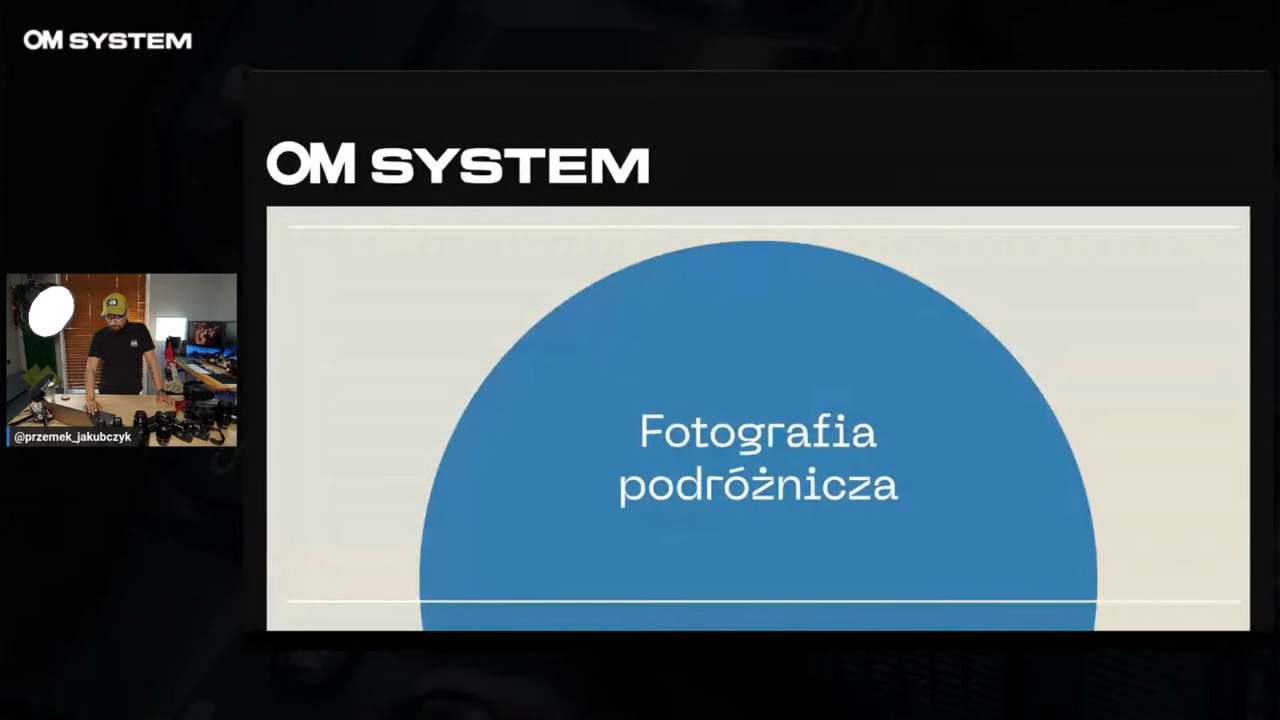 OM SYSTEM
OM SYSTEM
Fotografia
podróżnicza
@przemek_jakubczyk